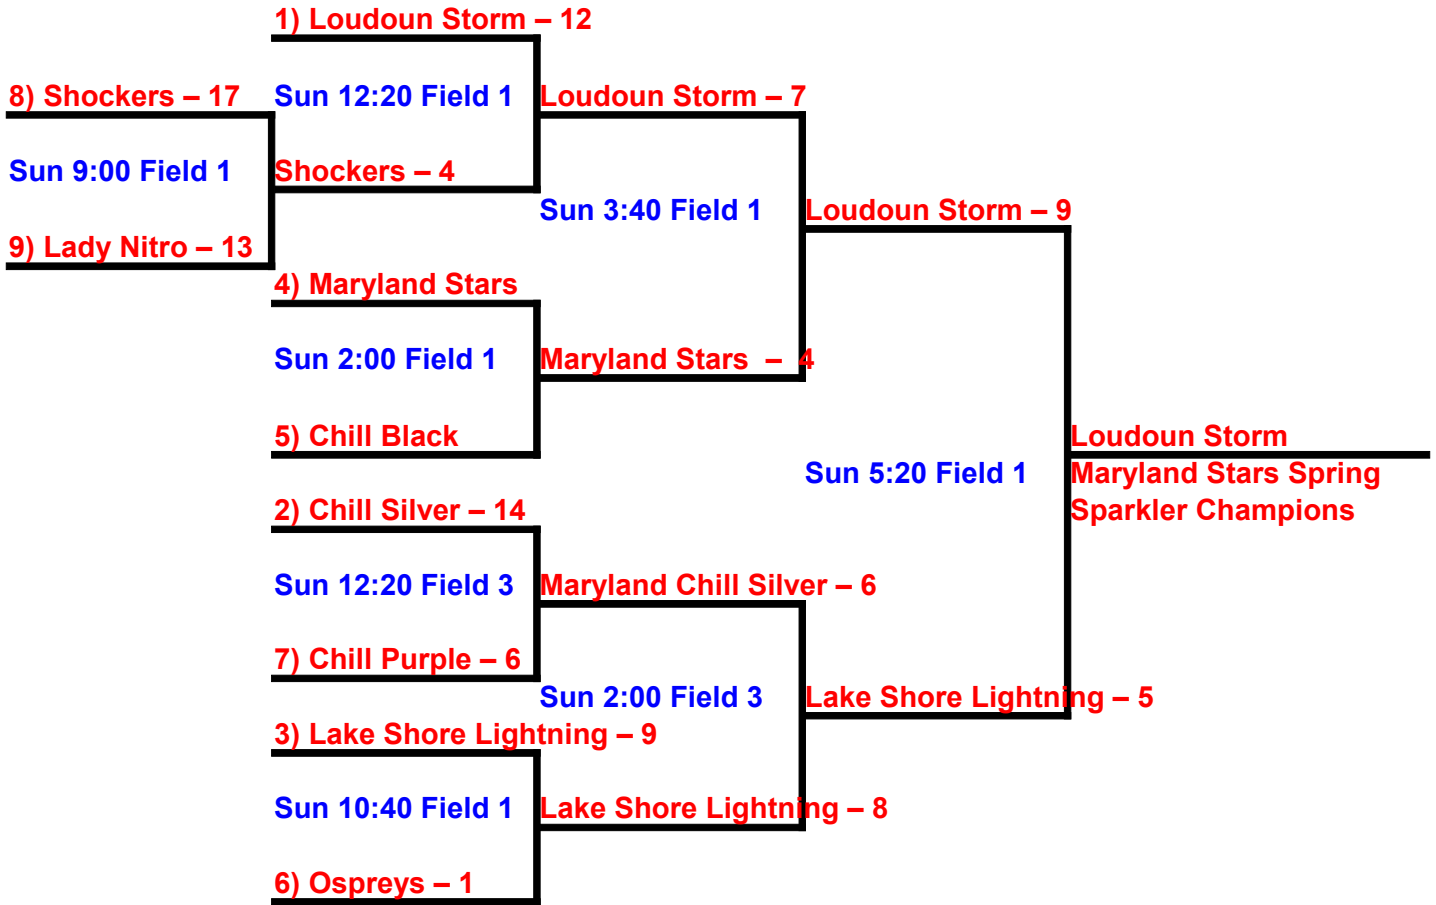 1) Loudoun Storm – 12
8) Shockers – 17
Sun 12:20 Field 1
Loudoun Storm – 7
Sun 9:00 Field 1
Shockers – 4
Sun 3:40 Field 1
Loudoun Storm – 9
9) Lady Nitro – 13
4) Maryland Stars
Sun 2:00 Field 1
Maryland Stars – 4
5) Chill Black
Loudoun Storm
Sun 5:20 Field 1
Maryland Stars Spring
Sparkler Champions
2) Chill Silver – 14
Sun 12:20 Field 3
Maryland Chill Silver – 6
7) Chill Purple – 6
Sun 2:00 Field 3
Lake Shore Lightning – 5
3) Lake Shore Lightning – 9
Sun 10:40 Field 1
Lake Shore Lightning – 8
6) Ospreys – 1